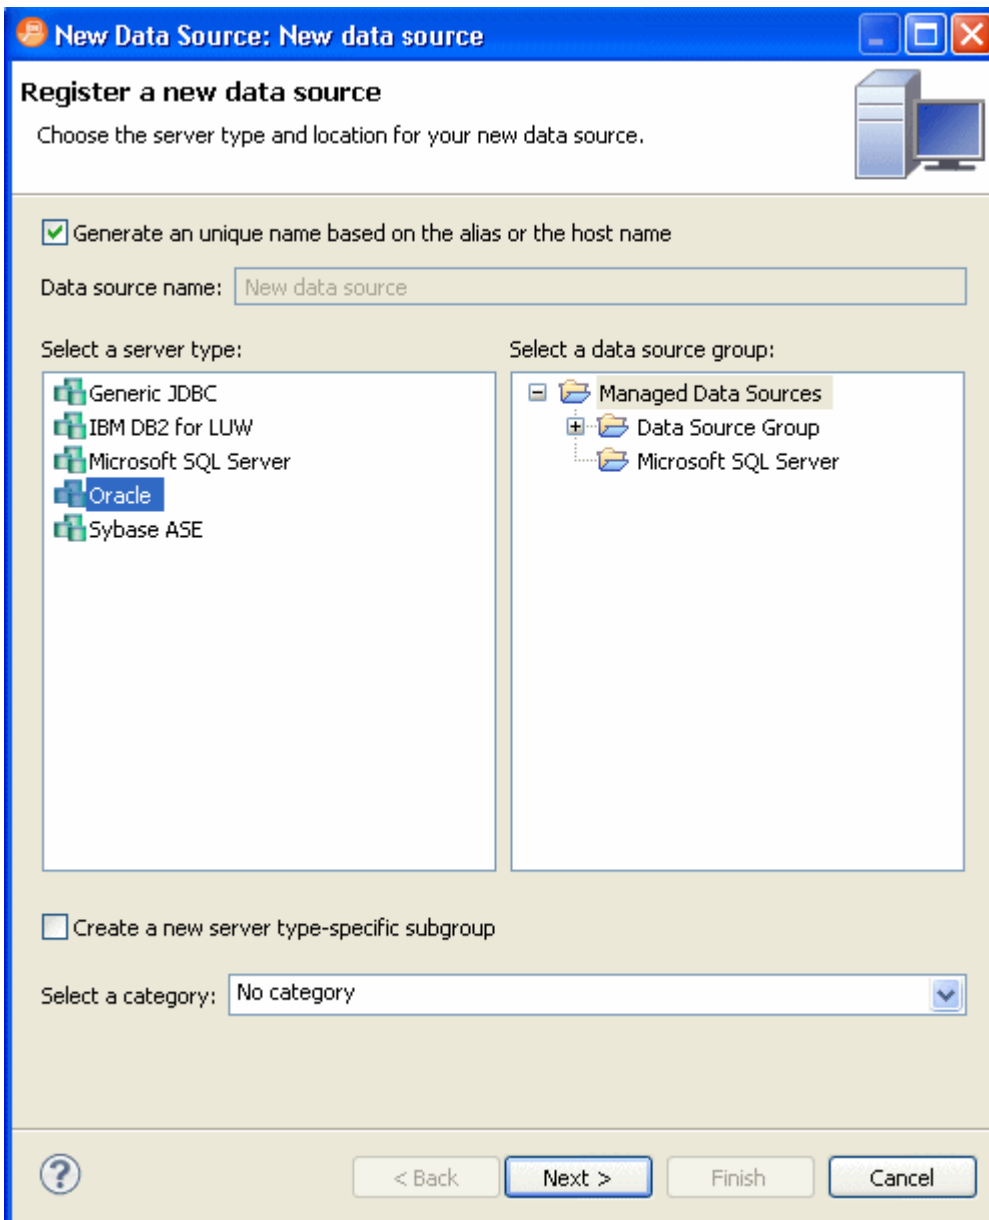 New Data Source: New data source
Register a new data source
Choose the server type and location for your new data source.
Generate an unique name based on the alias or the host name
Data source name: New data source
Select a server type:
Generic JDBC
IBM DB2 for LUW
Microsoft SQL Server
Oracle
Sybase ASE
Select a data source group:
Managed Data Sources
Data Source Group
Microsoft SQL Server
Create a new server type-specific subgroup
Select a category: No category
?
< Back
Next >
Finish
Cancel